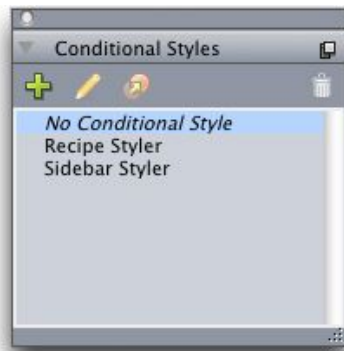 Conditional Styles
No Conditional Style
Recipe Styler
Sidebar Styler